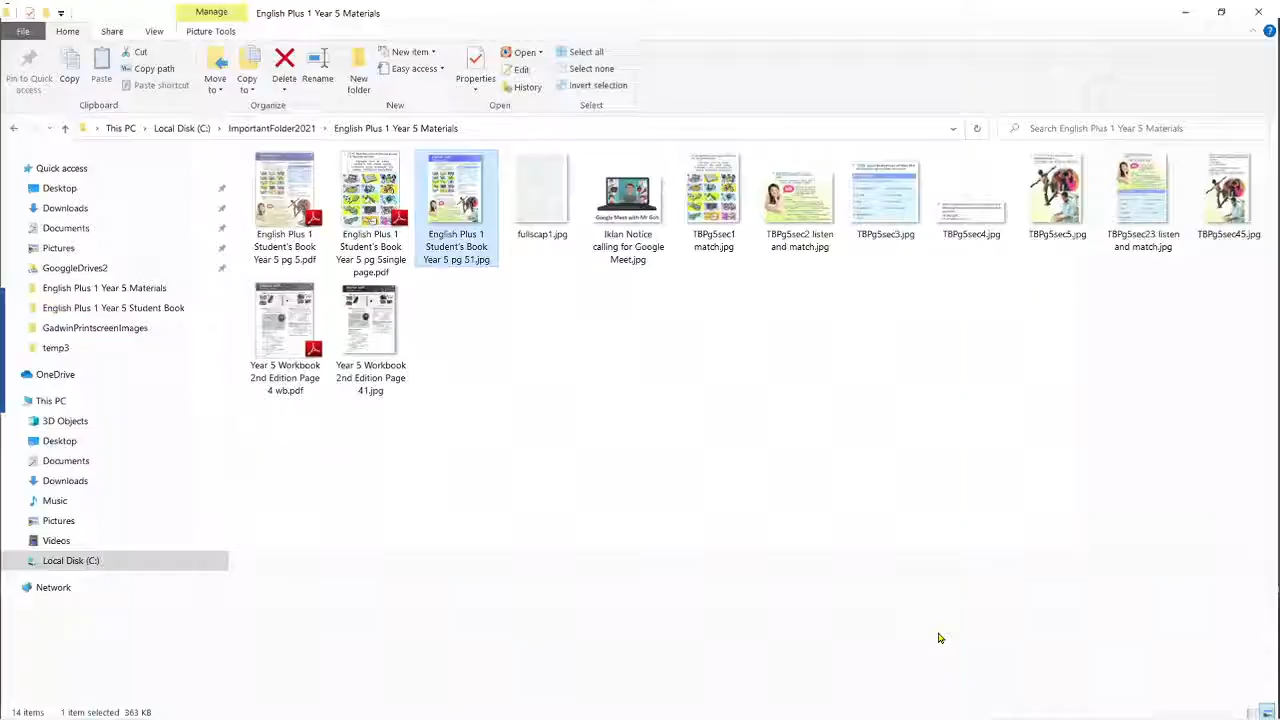 Manage
English Plus 1 Year 5 Materials
File
Home
Share
View
Picture Tools
Pin to Quick access
Copy
Paste
Cut
Copy path
Paste shortcut
Move to
Copy to
Delete
Rename
New folder
New item
Easy access
Properties
Open
Edit
History
Select all
Select none
Invert selection
Clipboard
Organize
New
Open
Select
This PC
Local Disk (C:)
ImportantFolder2021
English Plus 1 Year 5 Materials
Search English Plus 1 Year 5 Materials
Quick access
Desktop
Downloads
Documents
Pictures
GooggleDrives2
English Plus 1 Year 5 Materials
English Plus 1 Year 5 Student Book
GadwinPrintscreenImages
temp3
OneDrive
This PC
3D Objects
Desktop
Documents
Downloads
Music
Pictures
Videos
Local Disk (C:)
Network
English Plus 1
Student's Book
Year 5 pg 5.pdf
English Plus 1
Student's Book
Year 5 pg 5single
page.pdf
English Plus 1
Student's Book
Year 5 pg 51.jpg
fullscap1.jpg
Google Meet with Mr Goh
Iklan Notice
calling for Google
Meet.jpg
TBPg5sec1
match.jpg
TBPg5sec2 listen
and match.jpg
TBPg5sec3.jpg
TBPg5sec4.jpg
TBPg5sec5.jpg
TBPg5sec23 listen
and match.jpg
TBPg5sec45.jpg
Year 5 Workbook
2nd Edition Page
4 wb.pdf
Year 5 Workbook
2nd Edition Page
41.jpg
14 items
1 item selected 363 KB